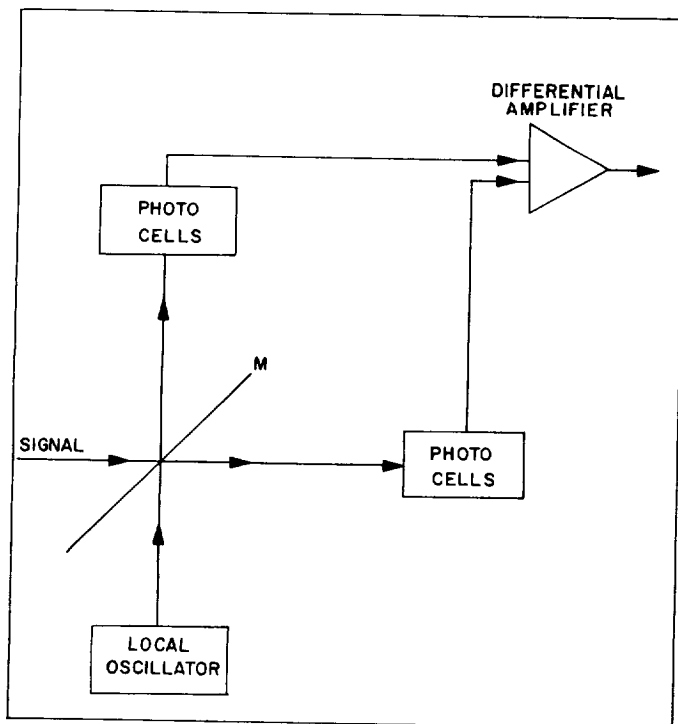 DIFFERENTIAL
AMPLIFIER
PHOTO
CELLS
M
SIGNAL
PHOTO
CELLS
LOCAL
OSCILLATOR